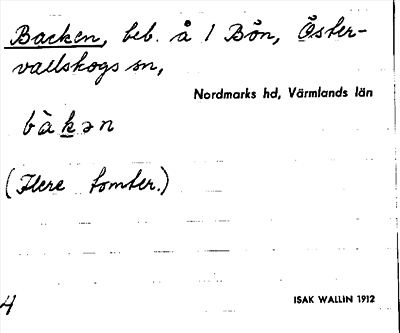 Backen, beb. å 1 Bön, Öster-
vallskogs sn,
Nordmarks hd, Värmlands län
bàkən
(Flere tomter.)
4
ISAK WALLIN 1912